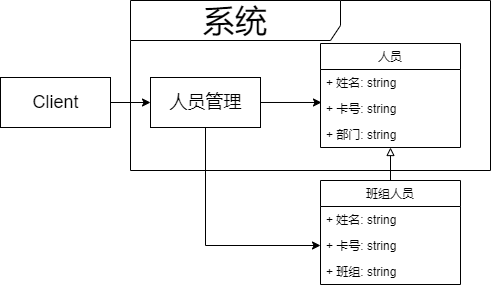 系统
Client
人员管理
人员
+ 姓名: string
+ 卡号: string
+ 部门: string
班组人员
+ 姓名: string
+ 卡号: string
+ 班组: string